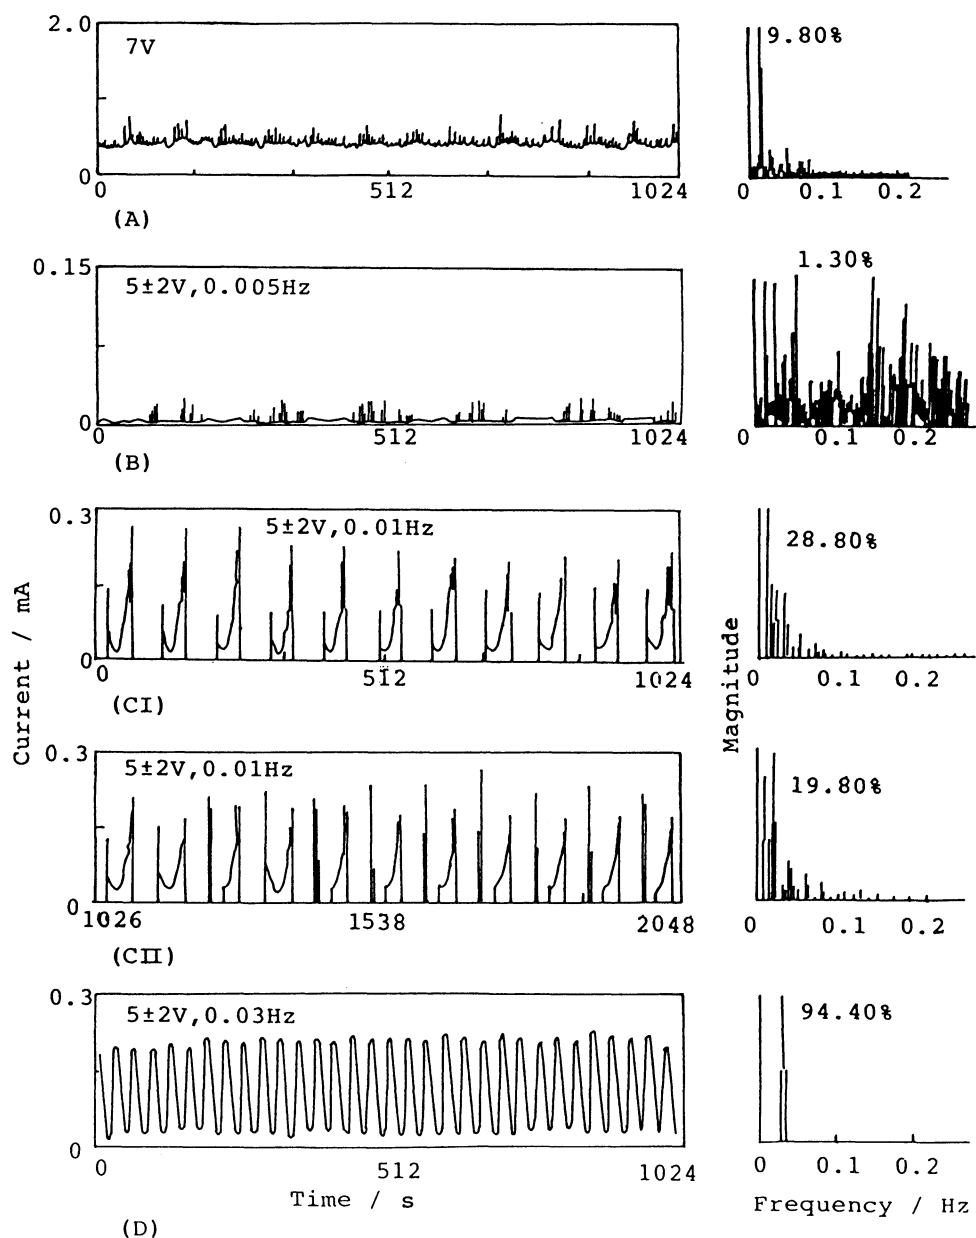 2.0
7V
0
0 512 1024
(A)
9.80%
0 0.1 0.2
0.15
5±2V,0.005Hz
0
0 512 1024
(B)
1.30%
0 0.1 0.2
0.3
5±2V,0.01Hz
0
0 512 1024
(CI)
28.80%
0 0.1 0.2
0.3
5±2V,0.01Hz
0
1026 1538 2048
(CII)
19.80%
0 0.1 0.2
0.3
5±2V,0.03Hz
0
0 512 1024
Time / s
(D)
94.40%
0 0.1 0.2
Frequency / Hz
Current / mA
Magnitude